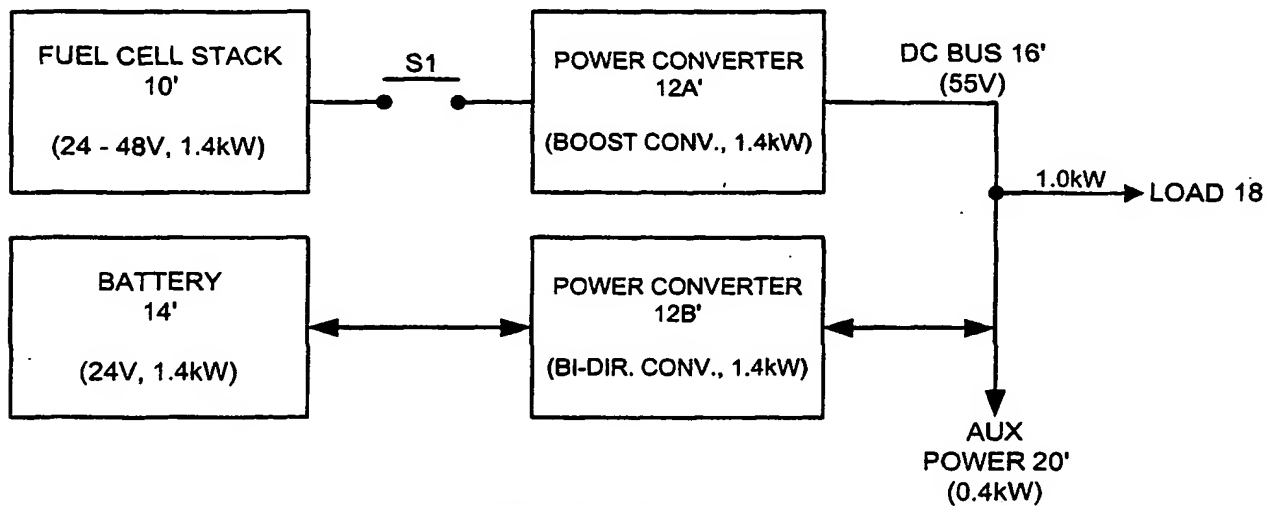 FUEL CELL STACK
10'
(24 - 48V, 1.4kW)
S1
POWER CONVERTER
12A'
(BOOST CONV., 1.4kW)
DC BUS 16'
(55V)
1.0kW
LOAD 18
BATTERY
14'
(24V, 1.4kW)
POWER CONVERTER
12B'
(BI-DIR. CONV., 1.4kW)
AUX
POWER 20'
(0.4kW)